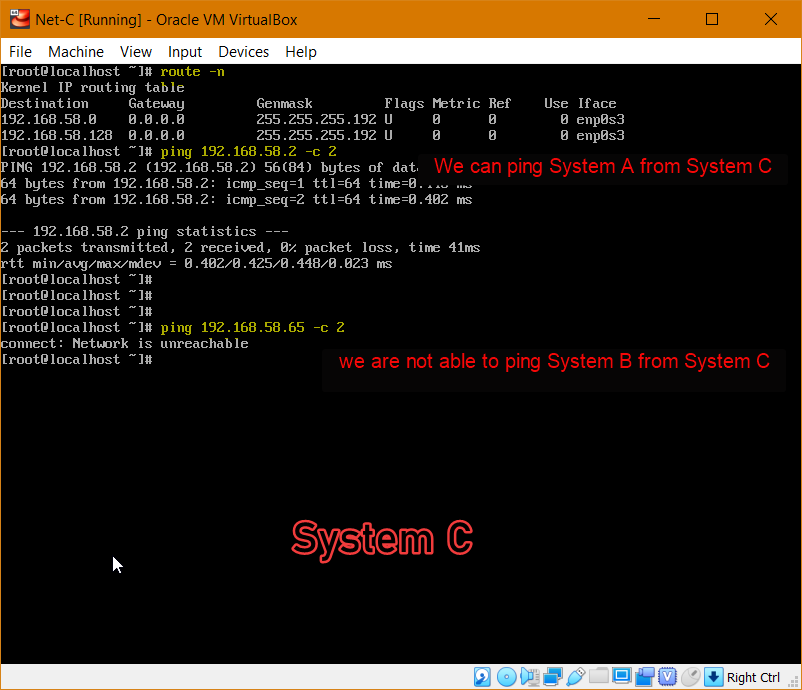 Net-C [Running] - Oracle VM VirtualBox
File Machine View Input Devices Help
[root@localhost ~]# route -n
Kernel IP routing table
Destination Gateway Genmask Flags Metric Ref Use Iface
192.168.58.0 0.0.0.0 255.255.255.192 U 0 0 0 enp0s3
192.168.58.128 0.0.0.0 255.255.255.192 U 0 0 0 enp0s3
[root@localhost ~]# ping 192.168.58.2 -c 2
PING 192.168.58.2 (192.168.58.2) 56(84) bytes of data
We can ping System A from System C
64 bytes from 192.168.58.2: icmp_seq=1 ttl=64 ms
64 bytes from 192.168.58.2: icmp_seq=2 ttl=64 time=0.402 ms
--- 192.168.58.2 ping statistics ---
2 packets transmitted, 2 received, 0% packet loss, time 41ms
rtt min/avg/max/mdev = 0.402/0.425/0.448/0.023 ms
[root@localhost ~]#
[root@localhost ~]#
[root@localhost ~]#
[root@localhost ~]# ping 192.168.58.65 -c 2
connect: Network is unreachable
[root@localhost ~]#
we are not able to ping System B from System C
System C
Right Ctrl